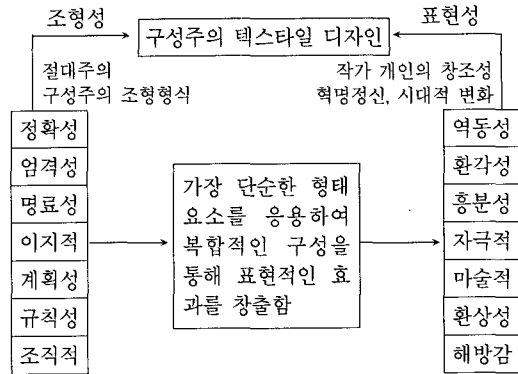 조형성
구성주의 텍스타일 디자인
표현성
절대주의
구성주의 조형형식
작가 개인의 창조성
혁명정신, 시대적 변화
정확성
엄격성
명료성
이지적
계획성
규칙성
조직적
가장 단순한 형태
요소를 응용하여
복합적인 구성을
통해 표현적인 효
과를 창출함
역동성
환각성
흥분성
자극적
마술적
환상성
해방감